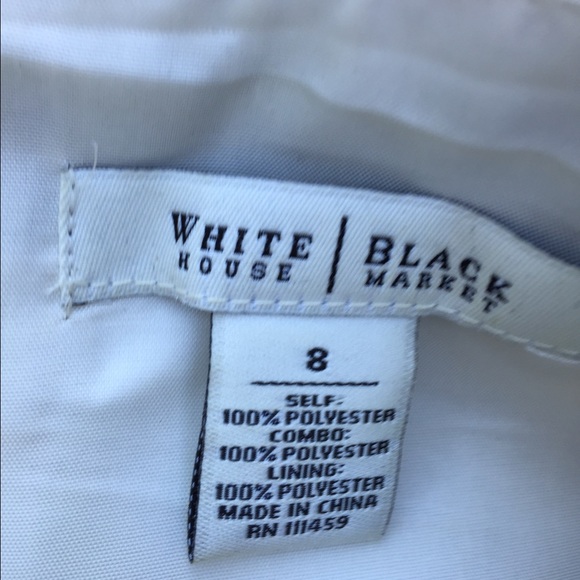 WHITE | BLACK
HOUSE MARKET
8
SELF:
100% POLYESTER
COMBO:
100% POLYESTER
LINING:
100% POLYESTER
MADE IN CHINA
RN 111459